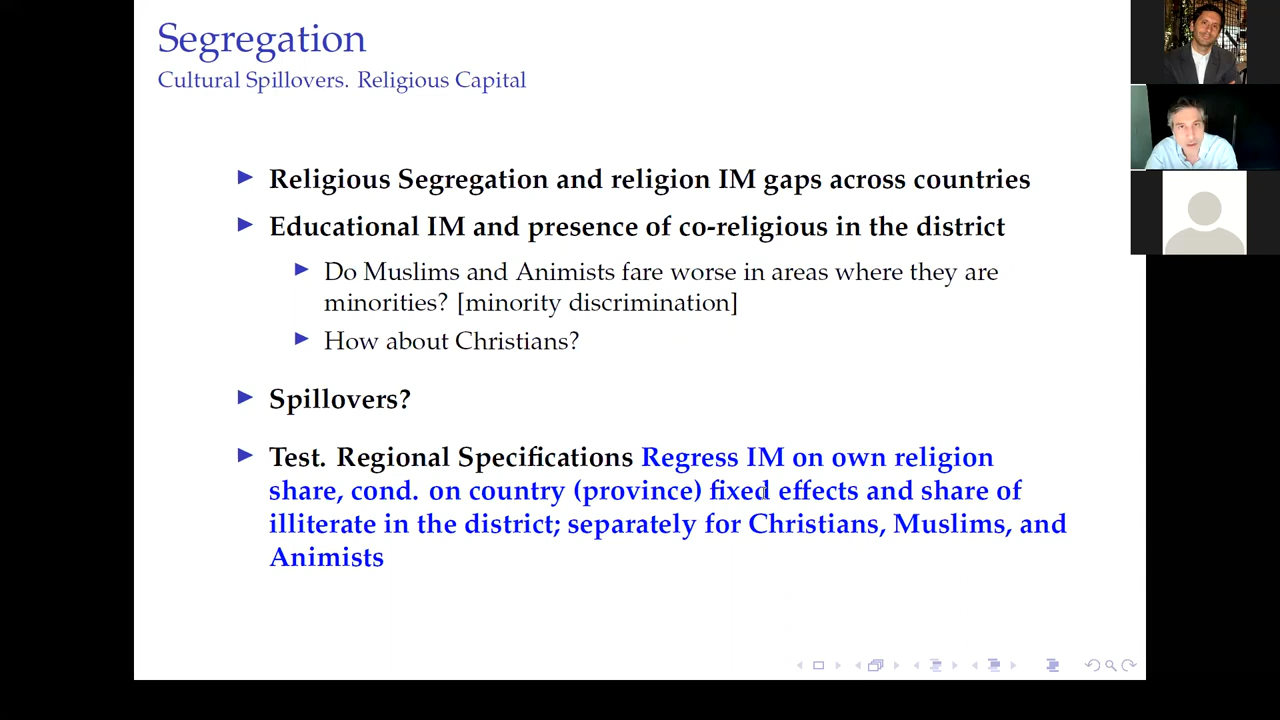 Segregation
Cultural Spillovers. Religious Capital
Religious Segregation and religion IM gaps across countries
Educational IM and presence of co-religious in the district
Do Muslims and Animists fare worse in areas where they are
minorities? [minority discrimination]
How about Christians?
Spillovers?
Test. Regional Specifications Regress IM on own religion
share, cond. on country (province) fixed effects and share of
illiterate in the district; separately for Christians, Muslims, and
Animists